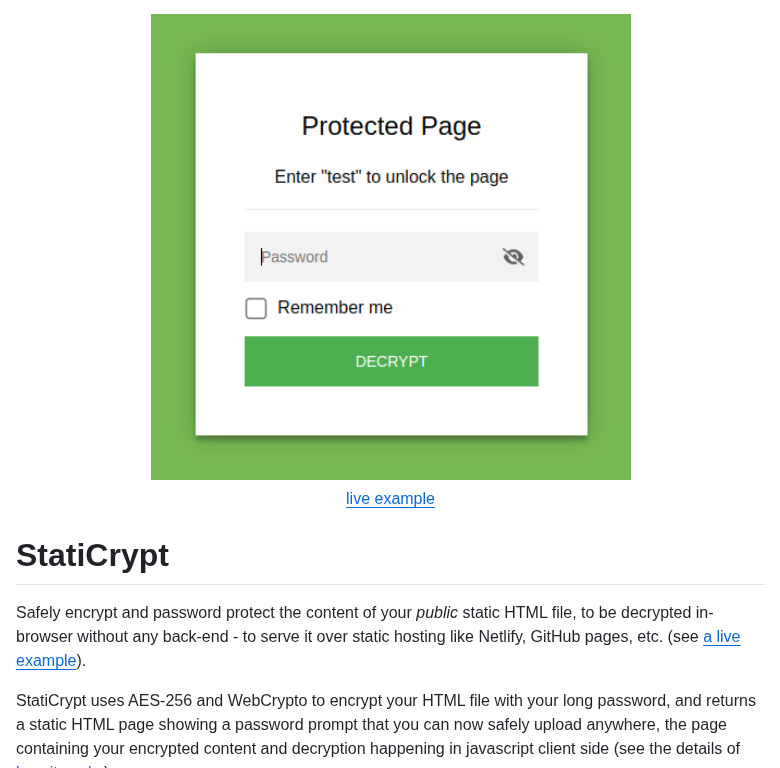 Protected Page
Enter "test" to unlock the page
Password
Remember me
DECRYPT
live example
StatiCrypt
Safely encrypt and password protect the content of your public static HTML file, to be decrypted in-
browser without any back-end - to serve it over static hosting like Netlify, GitHub pages, etc. (see a live
example).
StatiCrypt uses AES-256 and WebCrypto to encrypt your HTML file with your long password, and returns
a static HTML page showing a password prompt that you can now safely upload anywhere, the page
containing your encrypted content and decryption happening in javascript client side (see the details of